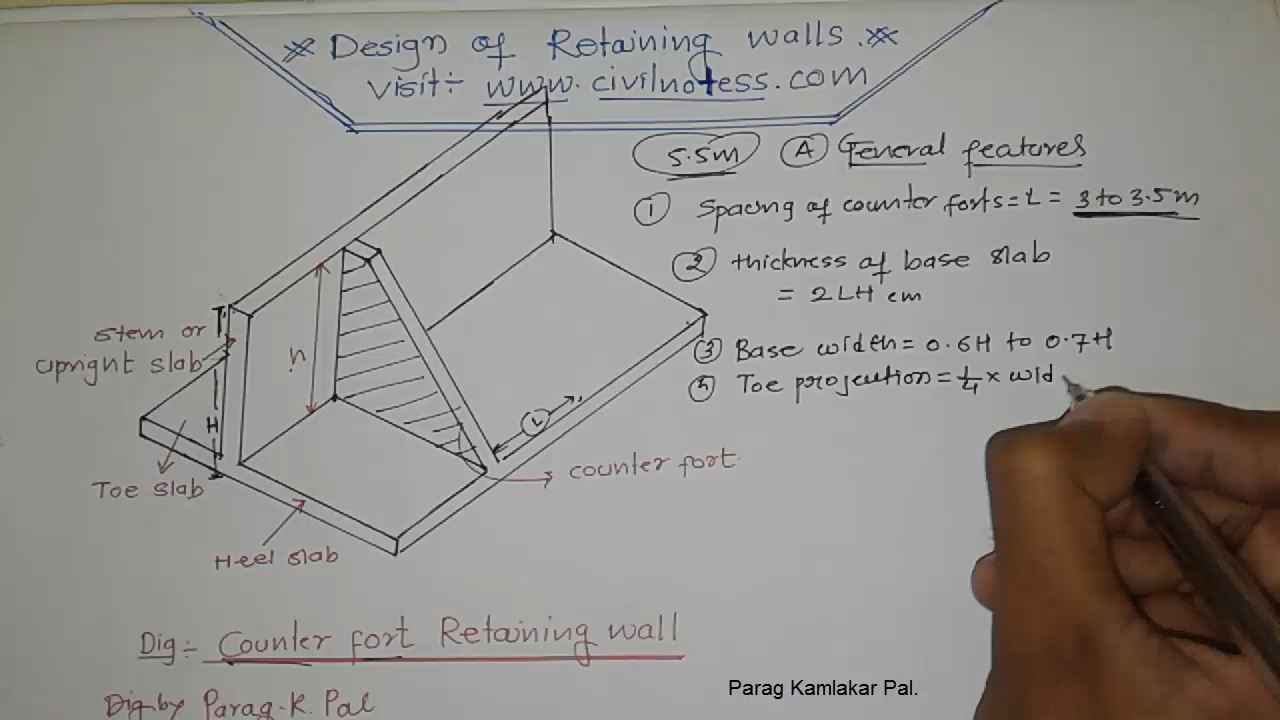 * Design of Retaining walls. *
visit:- www.civilnotess.com
5.5m A General features
1 Spacing of counter forts = L = 3 to 3.5m
2 thickness of base slab
= 2LH cm
3 Base width = 0.6H to 0.7H
Toe projection = 1/4 x wid
Stem or
upright slab
h
H
L
Toe slab
Heel slab
counter fort
Dig:- Counter fort Retaining wall
Dig by Parag.K. Pal
Parag Kamlakar Pal.